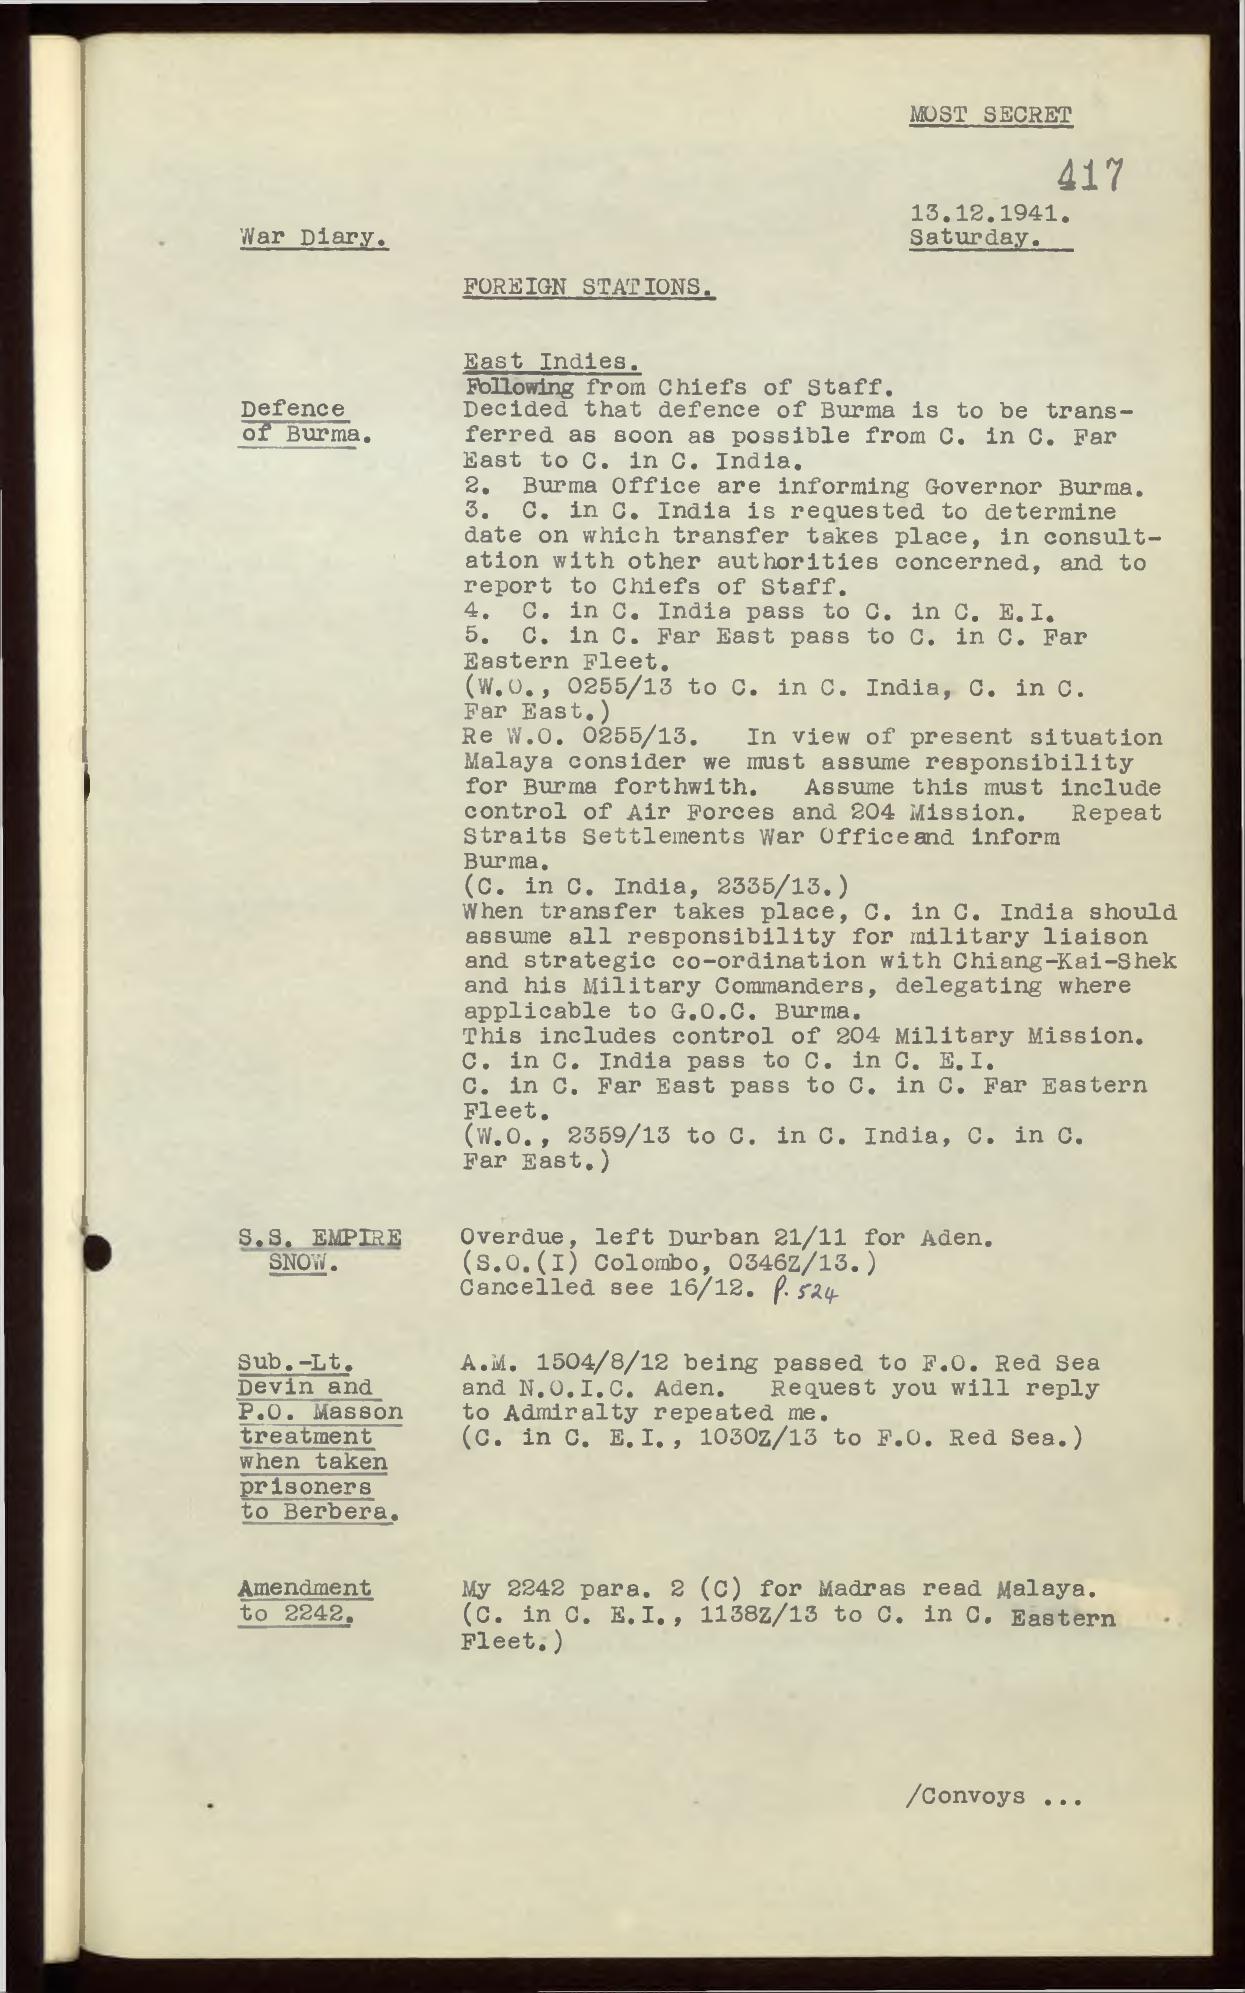 MOST SECRET
417
13.12.1941.
War Diary.
Saturday.
FOREIGN STATIONS.
East Indies.
Following from Chiefs of Staff.
Defence
of Burma.
Decided that defence of Burma is to be trans-
ferred as soon as possible from C. in C. Far
East to C. in C. India.
2. Burma Office are informing Governor Burma.
3. C. in C. India is requested to determine
date on which transfer takes place, in consult-
ation with other authorities concerned, and to
report to Chiefs of Staff.
4. C. in C. India pass to C. in C. E.I.
5. C. in C. Far East pass to C. in C. Far
Eastern Fleet.
(W.O., 0255/13 to C. in C. India, C. in C.
Far East.)
Re W.O. 0255/13. In view of present situation
Malaya consider we must assume responsibility
for Burma forthwith. Assume this must include
control of Air Forces and 204 Mission. Repeat
Straits Settlements War Office and inform
Burma.
(C. in C. India, 2335/13.)
When transfer takes place, C. in C. India should
assume all responsibility for military liaison
and strategic co-ordination with Chiang-Kai-Shek
and his Military Commanders, delegating where
applicable to G.O.C. Burma.
This includes control of 204 Military Mission.
C. in C. India pass to C. in C. E.I.
C. in C. Far East pass to C. in C. Far Eastern
Fleet.
(W.O., 2359/13 to C. in C. India, C. in C.
Far East.)
S.S. EMPIRE
SNOW.
Overdue, left Durban 21/11 for Aden.
(S.O.(I) Colombo, 0346Z/13.)
Cancelled see 16/12. p. 524
Sub.-Lt.
Devin and
P.O. Masson
treatment
when taken
prisoners
to Berbera.
A.M. 1504/8/12 being passed to F.O. Red Sea
and N.O.I.C. Aden. Request you will reply
to Admiralty repeated me.
(C. in C. E.I., 1030Z/13 to F.O. Red Sea.)
Amendment
to 2242.
My 2242 para. 2 (C) for Madras read Malaya.
(C. in C. E.I., 1138Z/13 to C. in C. Eastern
Fleet.)
/Convoys ...